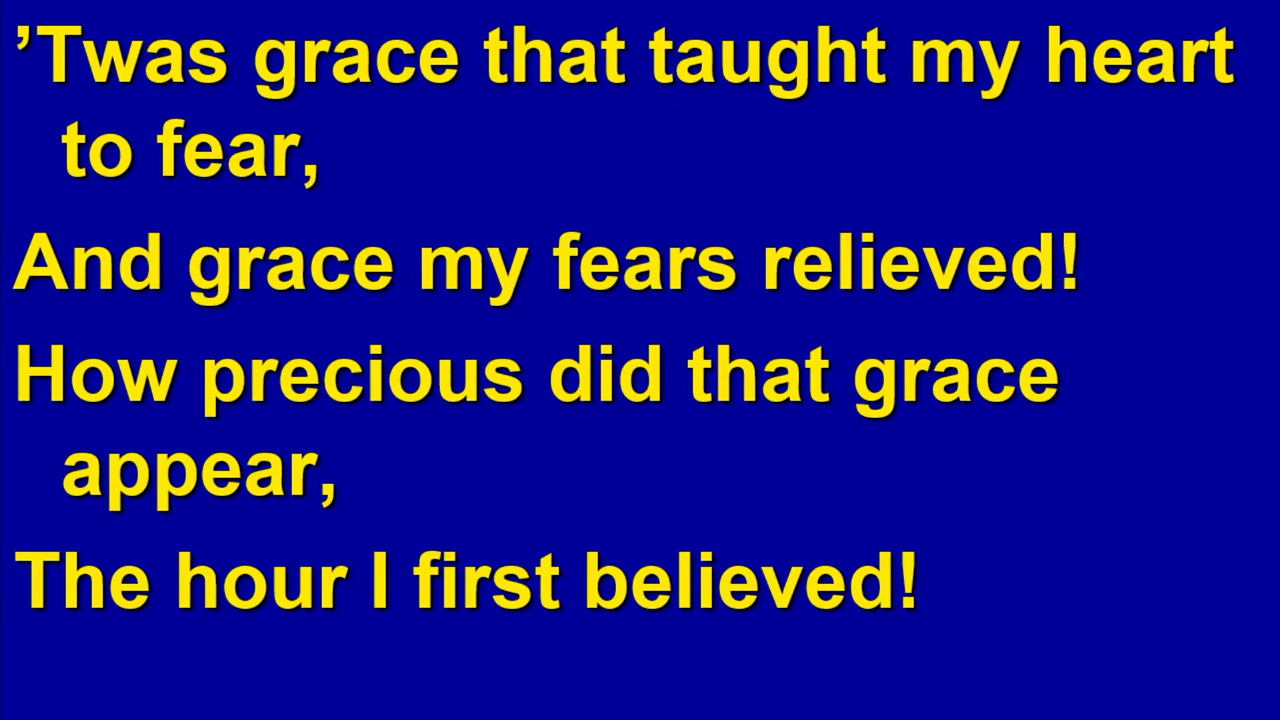 ’Twas grace that taught my heart
to fear,
And grace my fears relieved!
How precious did that grace
appear,
The hour I first believed!